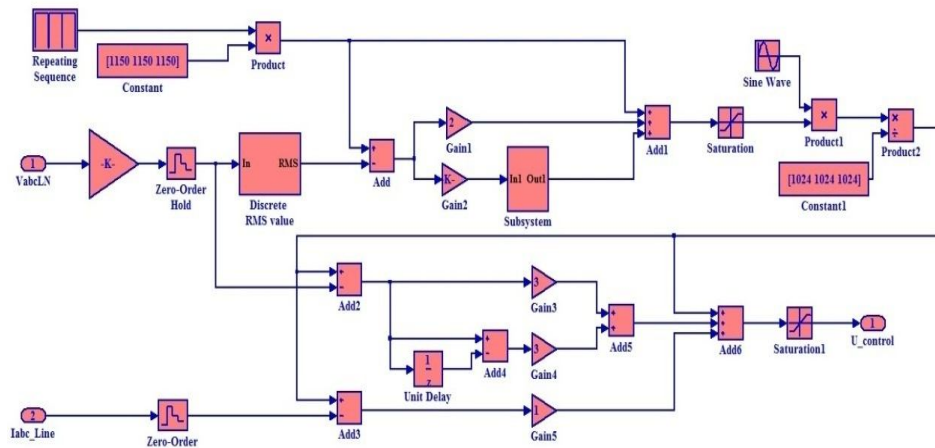 Repeating
Sequence
[1150 1150 1150]
Constant
×
Product
Sine Wave
1
VabcLN
-K-
Zero-Order
Hold
In
RMS
Discrete
RMS value
+
−
Add
2
Gain1
K-
Gain2
In1 Out1
Subsystem
+
+
+
Add1
Saturation
×
Product1
×
÷
Product2
[1024 1024 1024]
Constant1
+
−
Add2
3
Gain3
1
z
Unit Delay
+
−
Add4
3
Gain4
+
+
Add5
+
+
+
Add6
Saturation1
1
U_control
2
Iabc_Line
Zero-Order
+
−
Add3
1
Gain5